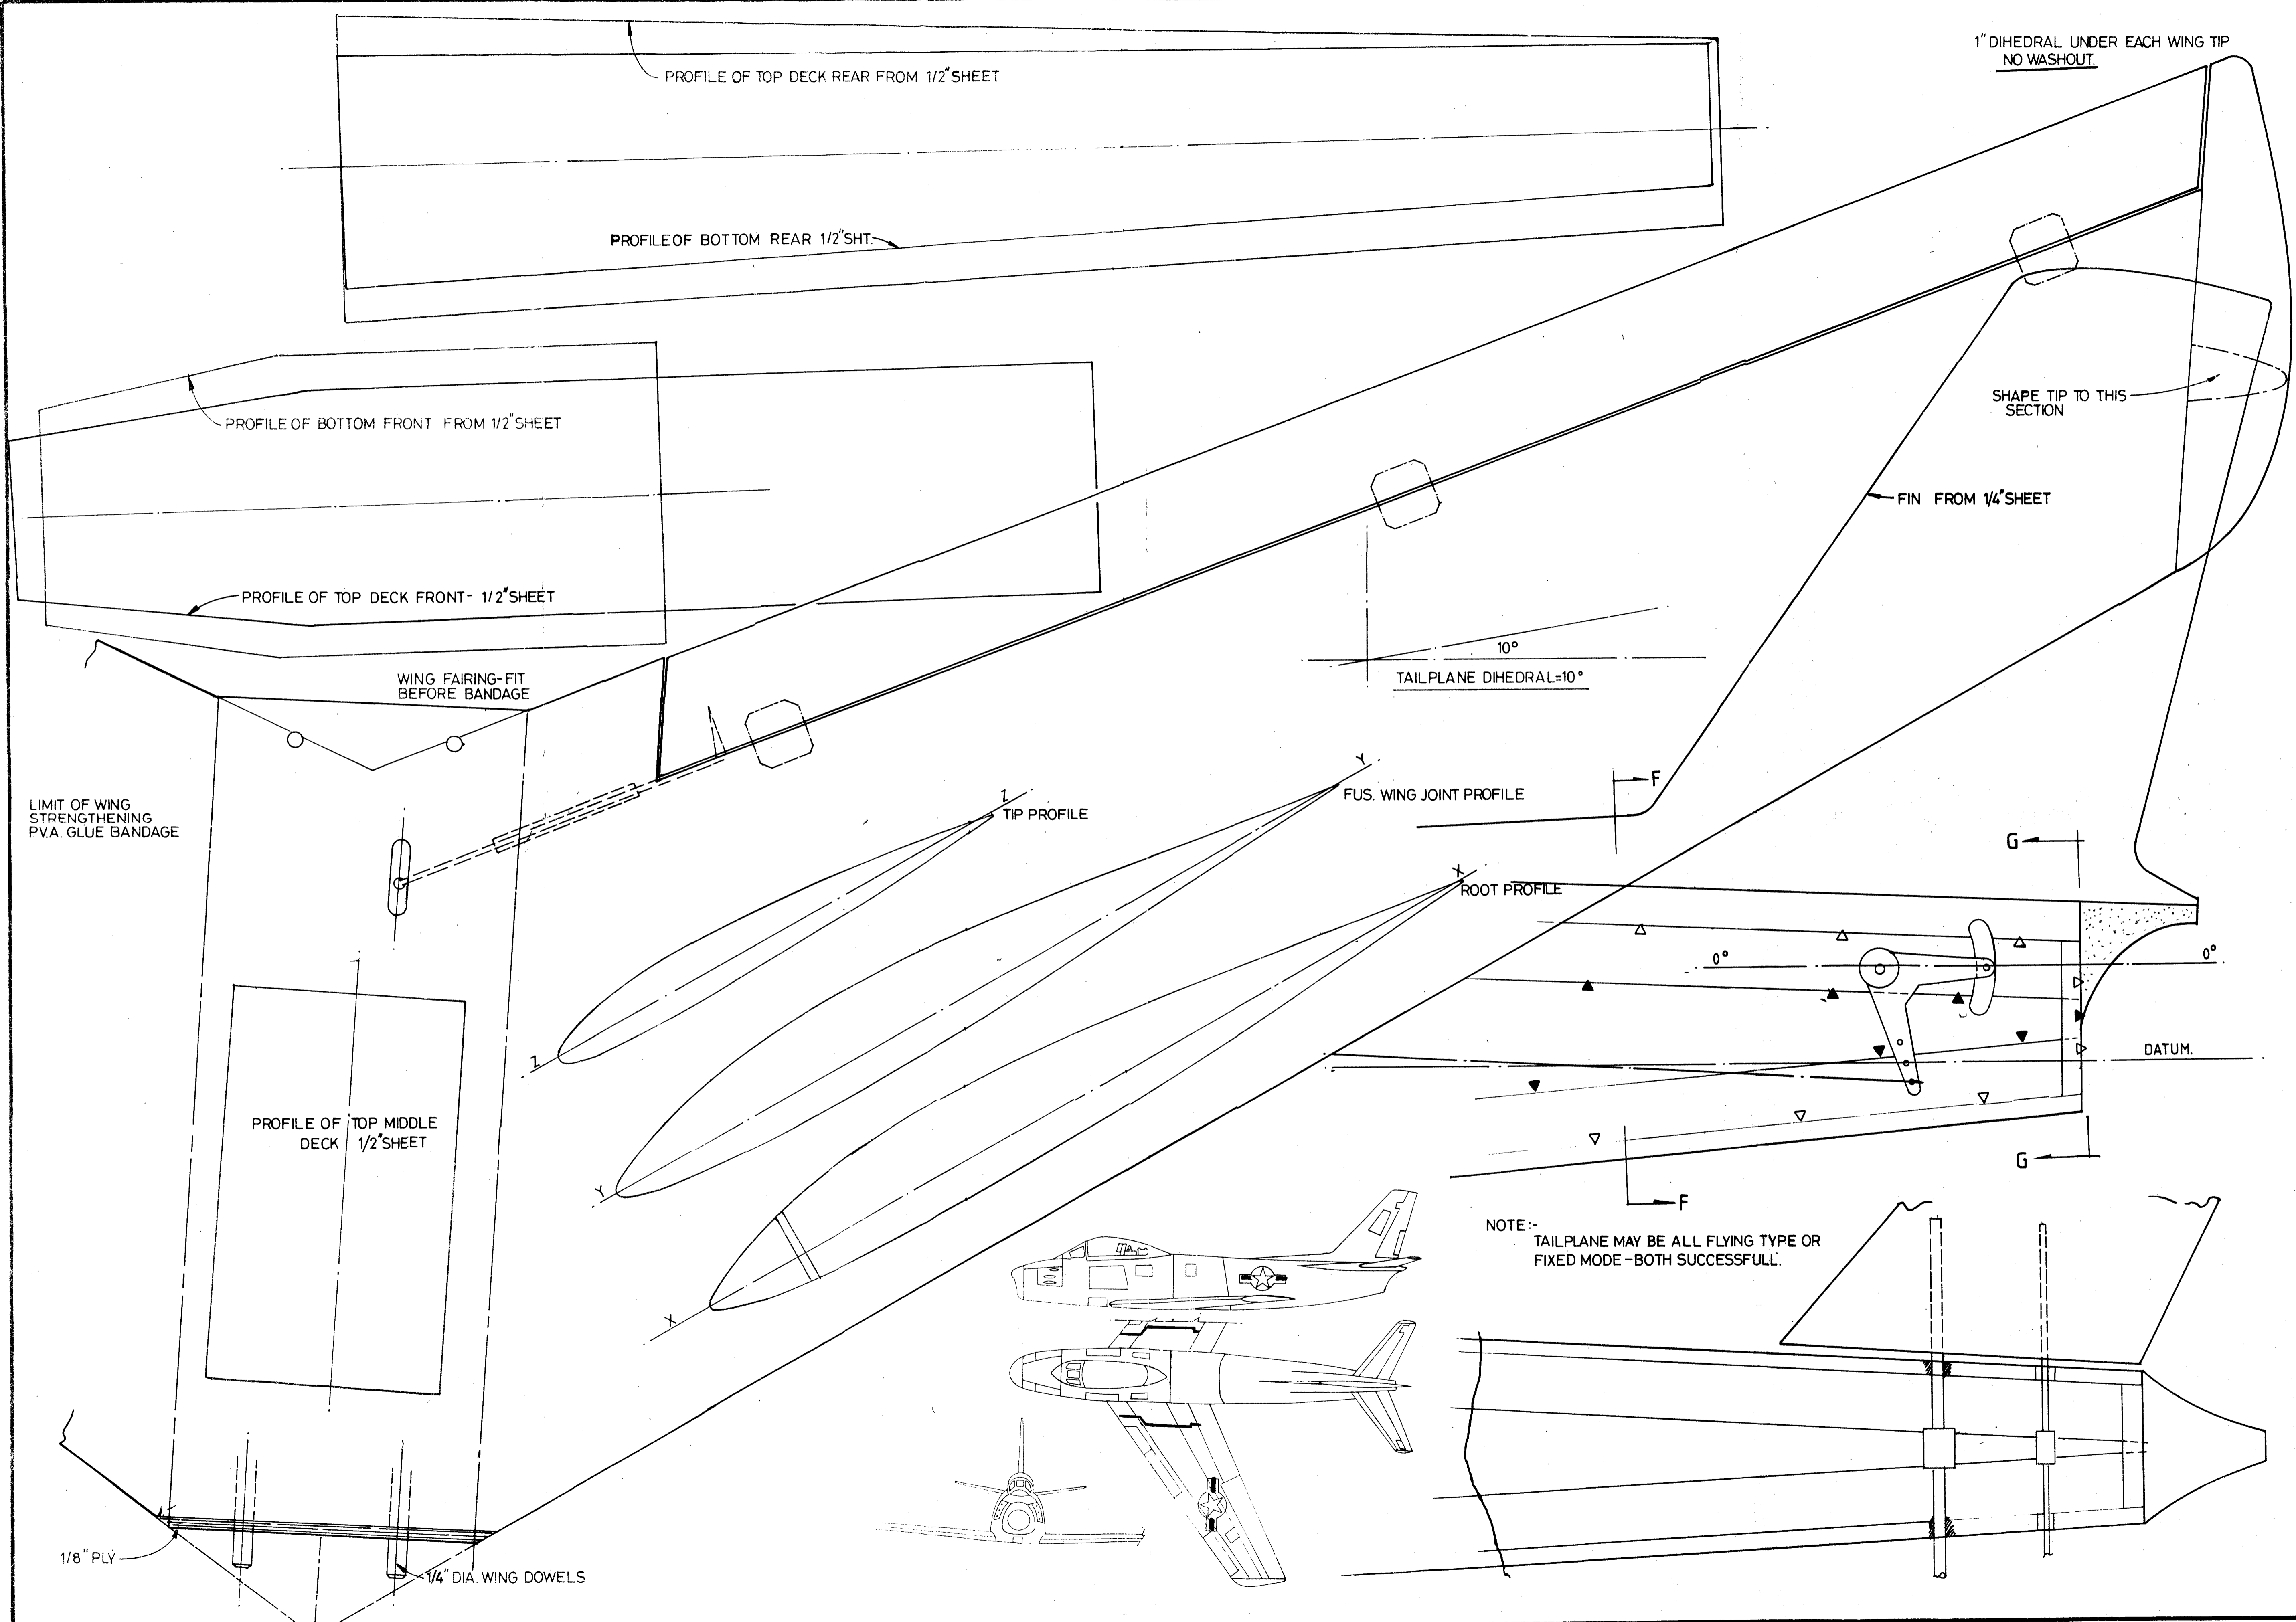 1" DIHEDRAL UNDER EACH WING TIP
NO WASHOUT.
PROFILE OF TOP DECK REAR FROM 1/2" SHEET
PROFILE OF BOTTOM REAR 1/2" SHT.
PROFILE OF BOTTOM FRONT FROM 1/2" SHEET
SHAPE TIP TO THIS
SECTION
FIN FROM 1/4" SHEET
PROFILE OF TOP DECK FRONT - 1/2" SHEET
10°
TAILPLANE DIHEDRAL=10°
WING FAIRING-FIT
BEFORE BANDAGE
LIMIT OF WING
STRENGTHENING
P.V.A. GLUE BANDAGE
Z
TIP PROFILE
Z
Y
FUS. WING JOINT PROFILE
Y
X
ROOT PROFILE
X
F
G
0°
0°
DATUM.
G
F
PROFILE OF TOP MIDDLE
DECK 1/2" SHEET
NOTE:-
TAILPLANE MAY BE ALL FLYING TYPE OR
FIXED MODE - BOTH SUCCESSFULL.
1/8" PLY
1/4" DIA. WING DOWELS